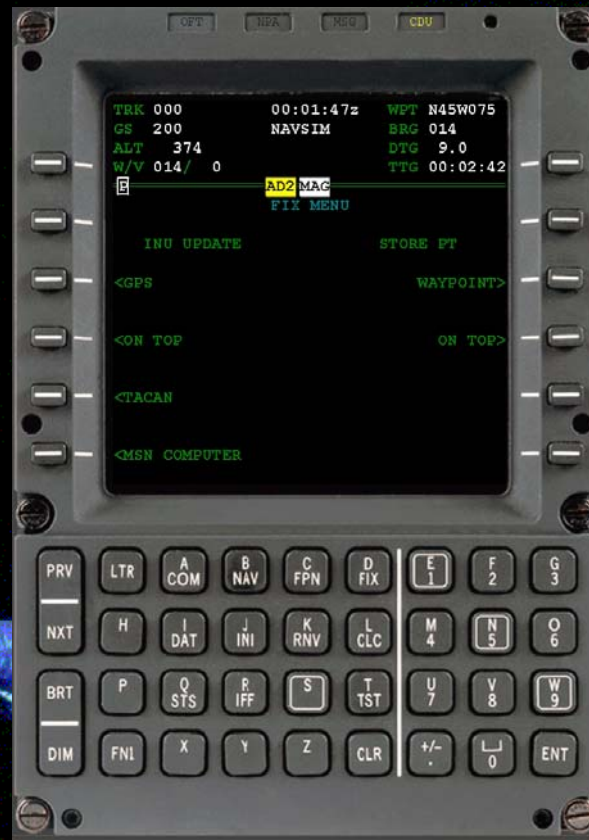 OFT NPA MSG CDU
TRK 000 00:01:47z WPT N45W075
GS 200 NAVSIM BRG 014
ALT 374 DTG 9.0
W/V 014/ 0 TTG 00:02:42
P AD2 MAG
FIX MENU
INU UPDATE STORE PT
<GPS WAYPOINT>
<ON TOP ON TOP>
<TACAN
<MSN COMPUTER
PRV LTR A COM B NAV C FPN D FIX E 1 F 2 G 3
NXT H I DAT J INI K RNV L CLC M 4 N 5 O 6
BRT P Q STS R IFF S T TST U 7 V 8 W 9
DIM FN1 X Y Z CLR +/- . 0 ENT